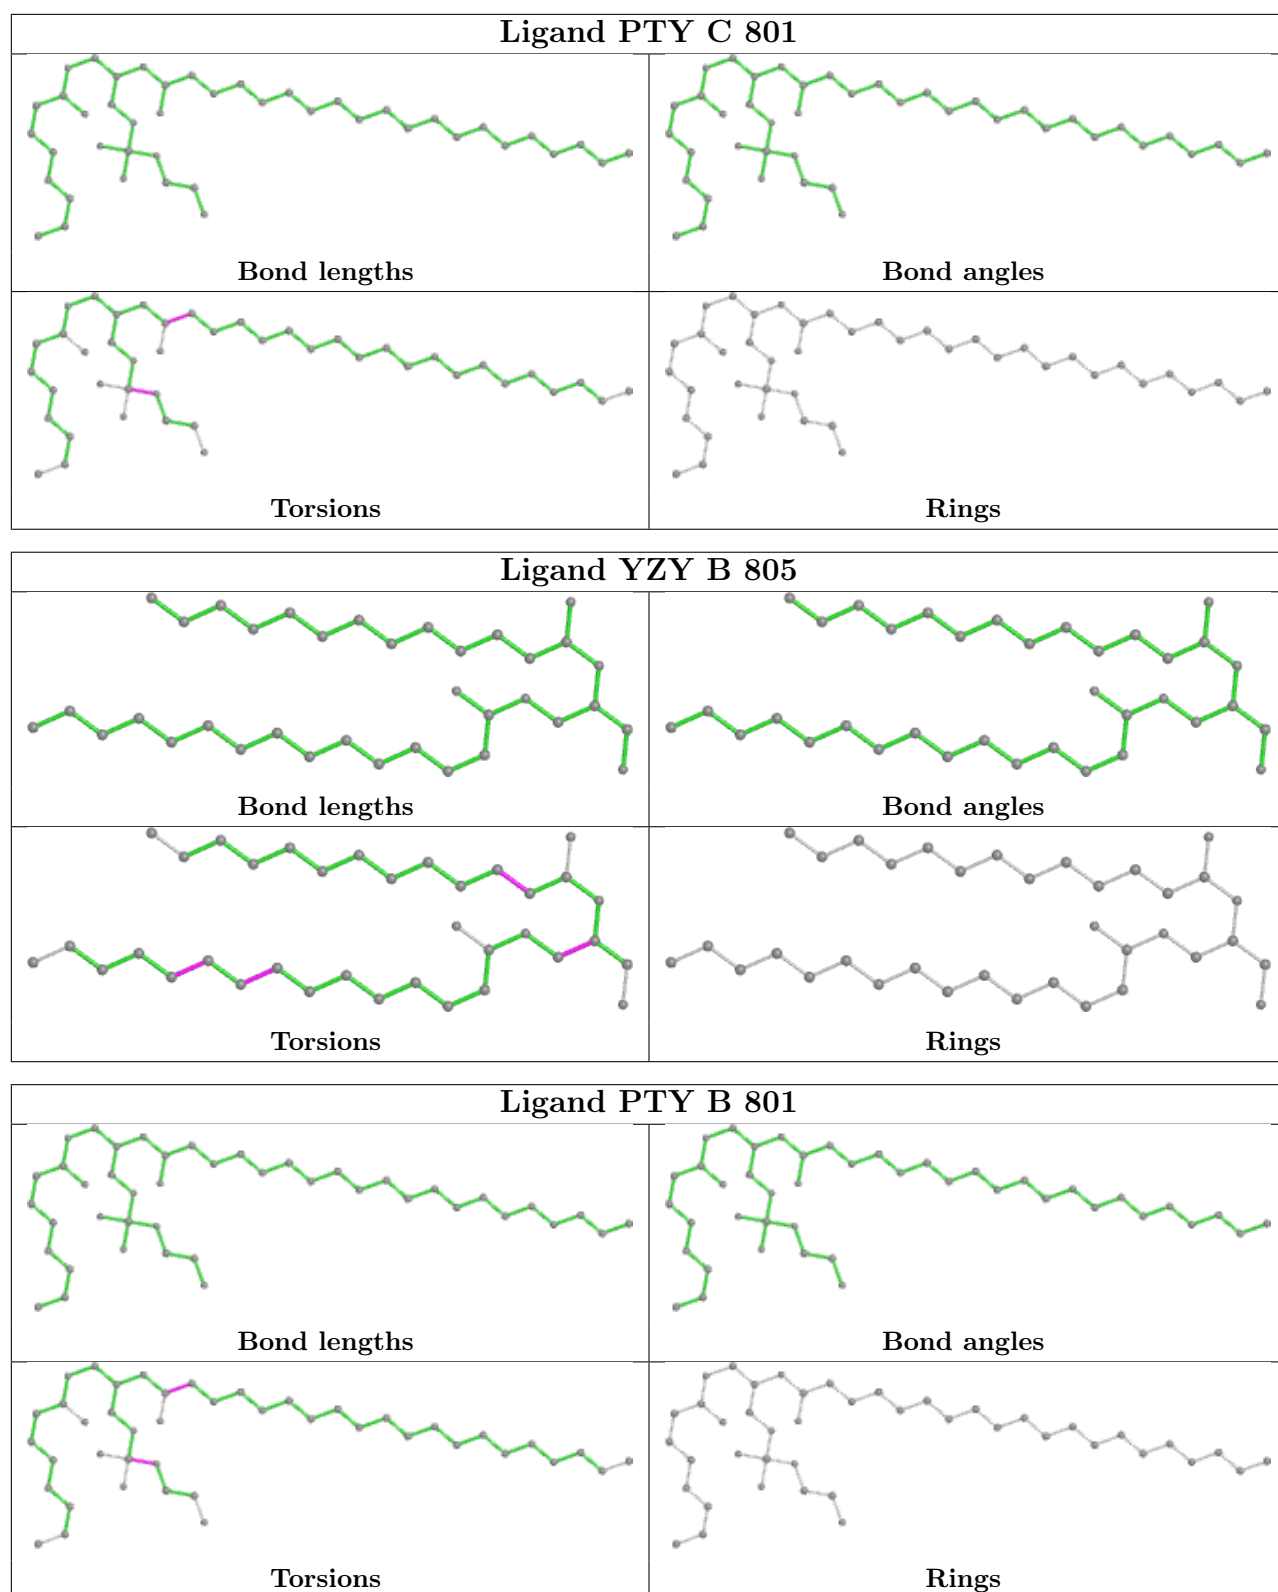 Ligand PTY C 801
Bond lengths
Bond angles
Torsions
Rings
Ligand YZY B 805
Bond lengths
Bond angles
Torsions
Rings
Ligand PTY B 801
Bond lengths
Bond angles
Torsions
Rings